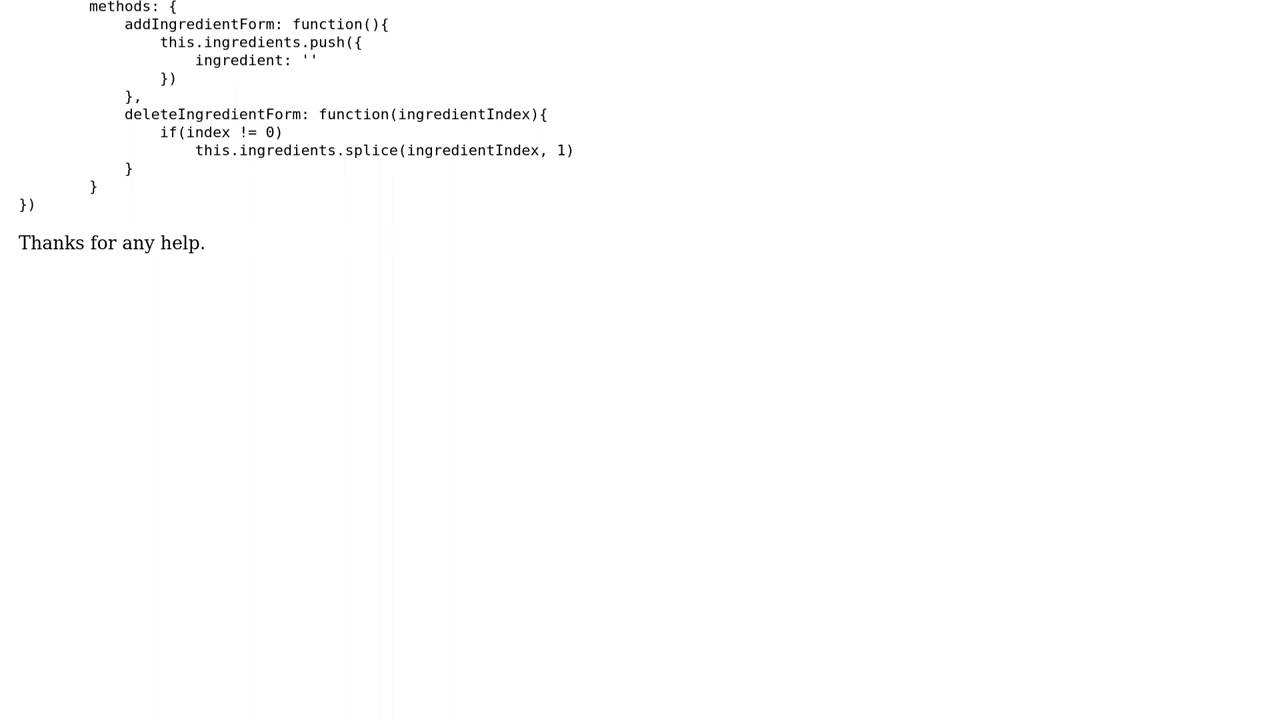 methods: {
addIngredientForm: function(){
this.ingredients.push({
ingredient: ''
})
},
deleteIngredientForm: function(ingredientIndex){
if(index != 0)
this.ingredients.splice(ingredientIndex, 1)
}
}
})
Thanks for any help.